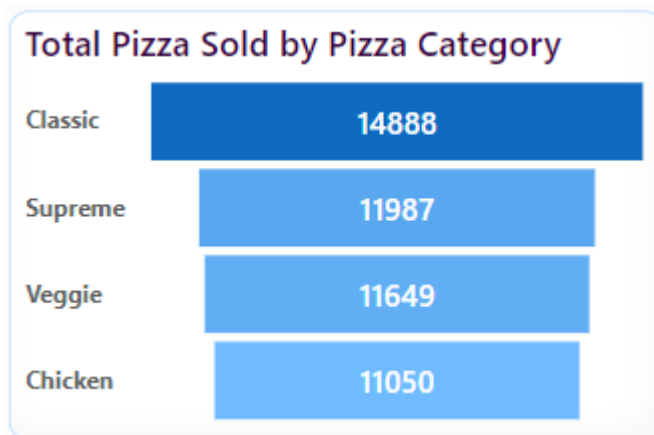 Total Pizza Sold by Pizza Category
Classic 14888
Supreme 11987
Veggie 11649
Chicken 11050